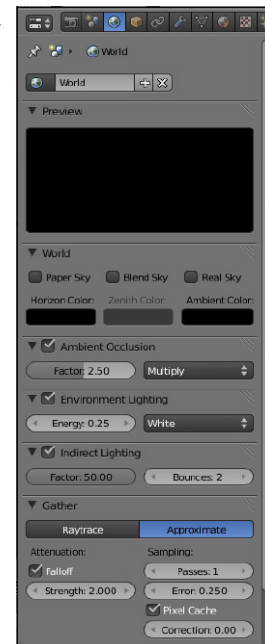 World
World
Preview
World
Paper Sky Blend Sky Real Sky
Horizon Color: Zenith Color: Ambient Color:
Ambient Occlusion
Factor: 2.50 Multiply
Environment Lighting
Energy: 0.25 White
Indirect Lighting
Factor: 50.00 Bounces: 2
Gather
Raytrace Approximate
Attenuation: Sampling:
Falloff Passes: 1
Strength: 2.000 Error: 0.250
Pixel Cache
Correction: 0.00